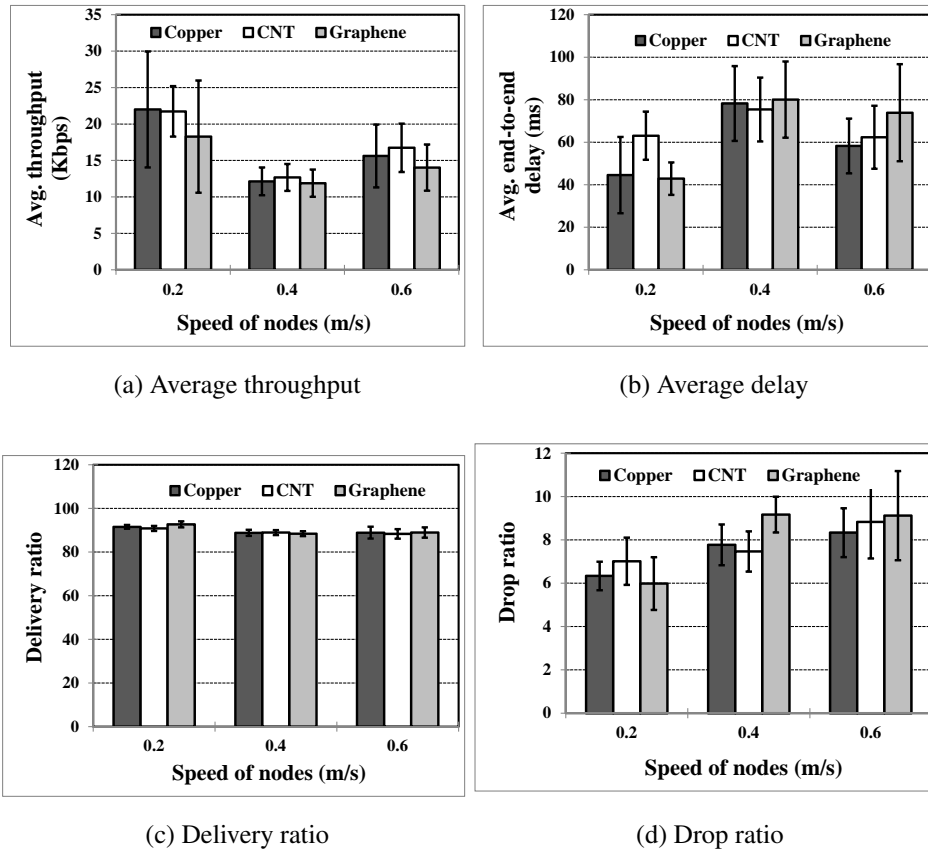 35
30
25
20
15
10
5
0
Avg. throughput
(Kbps)
Copper CNT Graphene
0.2 0.4 0.6
Speed of nodes (m/s)
(a) Average throughput
120
100
80
60
40
20
0
Avg. end-to-end
delay (ms)
Copper CNT Graphene
0.2 0.4 0.6
Speed of nodes (m/s)
(b) Average delay
120
100
80
60
40
20
0
Delivery ratio
Copper CNT Graphene
0.2 0.4 0.6
Speed of nodes (m/s)
(c) Delivery ratio
12
10
8
6
4
2
0
Drop ratio
Copper CNT Graphene
0.2 0.4 0.6
Speed of nodes (m/s)
(d) Drop ratio